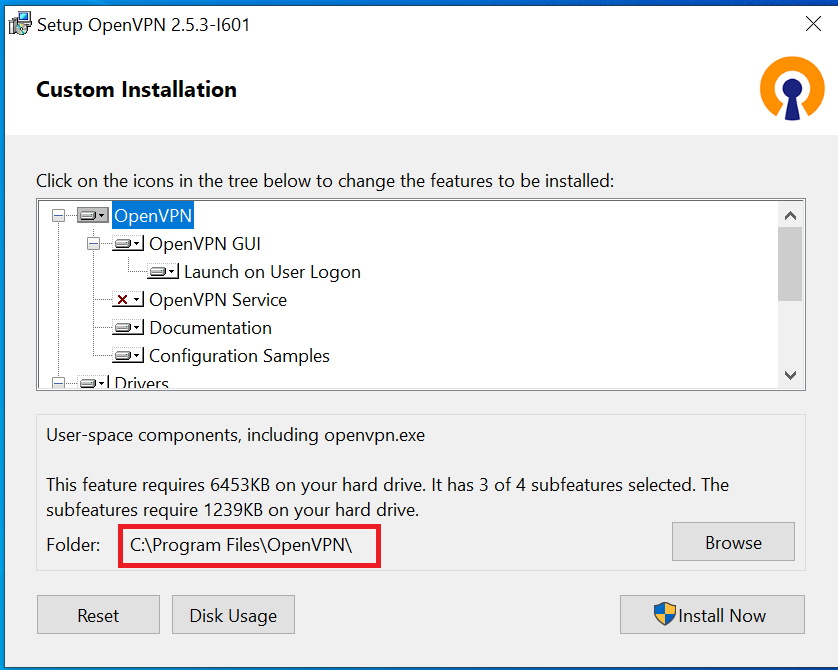 Setup OpenVPN 2.5.3-I601
Custom Installation
Click on the icons in the tree below to change the features to be installed:
OpenVPN
OpenVPN GUI
Launch on User Logon
OpenVPN Service
Documentation
Configuration Samples
Drivers
User-space components, including openvpn.exe
This feature requires 6453KB on your hard drive. It has 3 of 4 subfeatures selected. The
subfeatures require 1239KB on your hard drive.
Folder: C:\Program Files\OpenVPN\
Browse
Reset Disk Usage Install Now